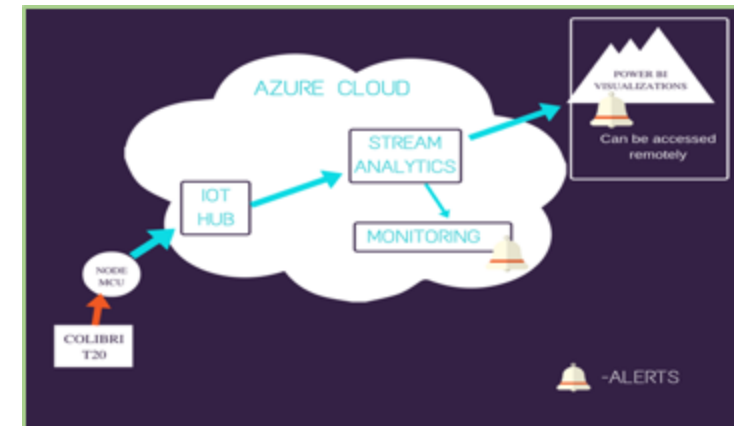 AZURE CLOUD
POWER BI
VISUALIZATIONS
Can be accessed
remotely
STREAM
ANALYTICS
IOT
HUB
MONITORING
NODE
MCU
COLIBRI
T20
-ALERTS